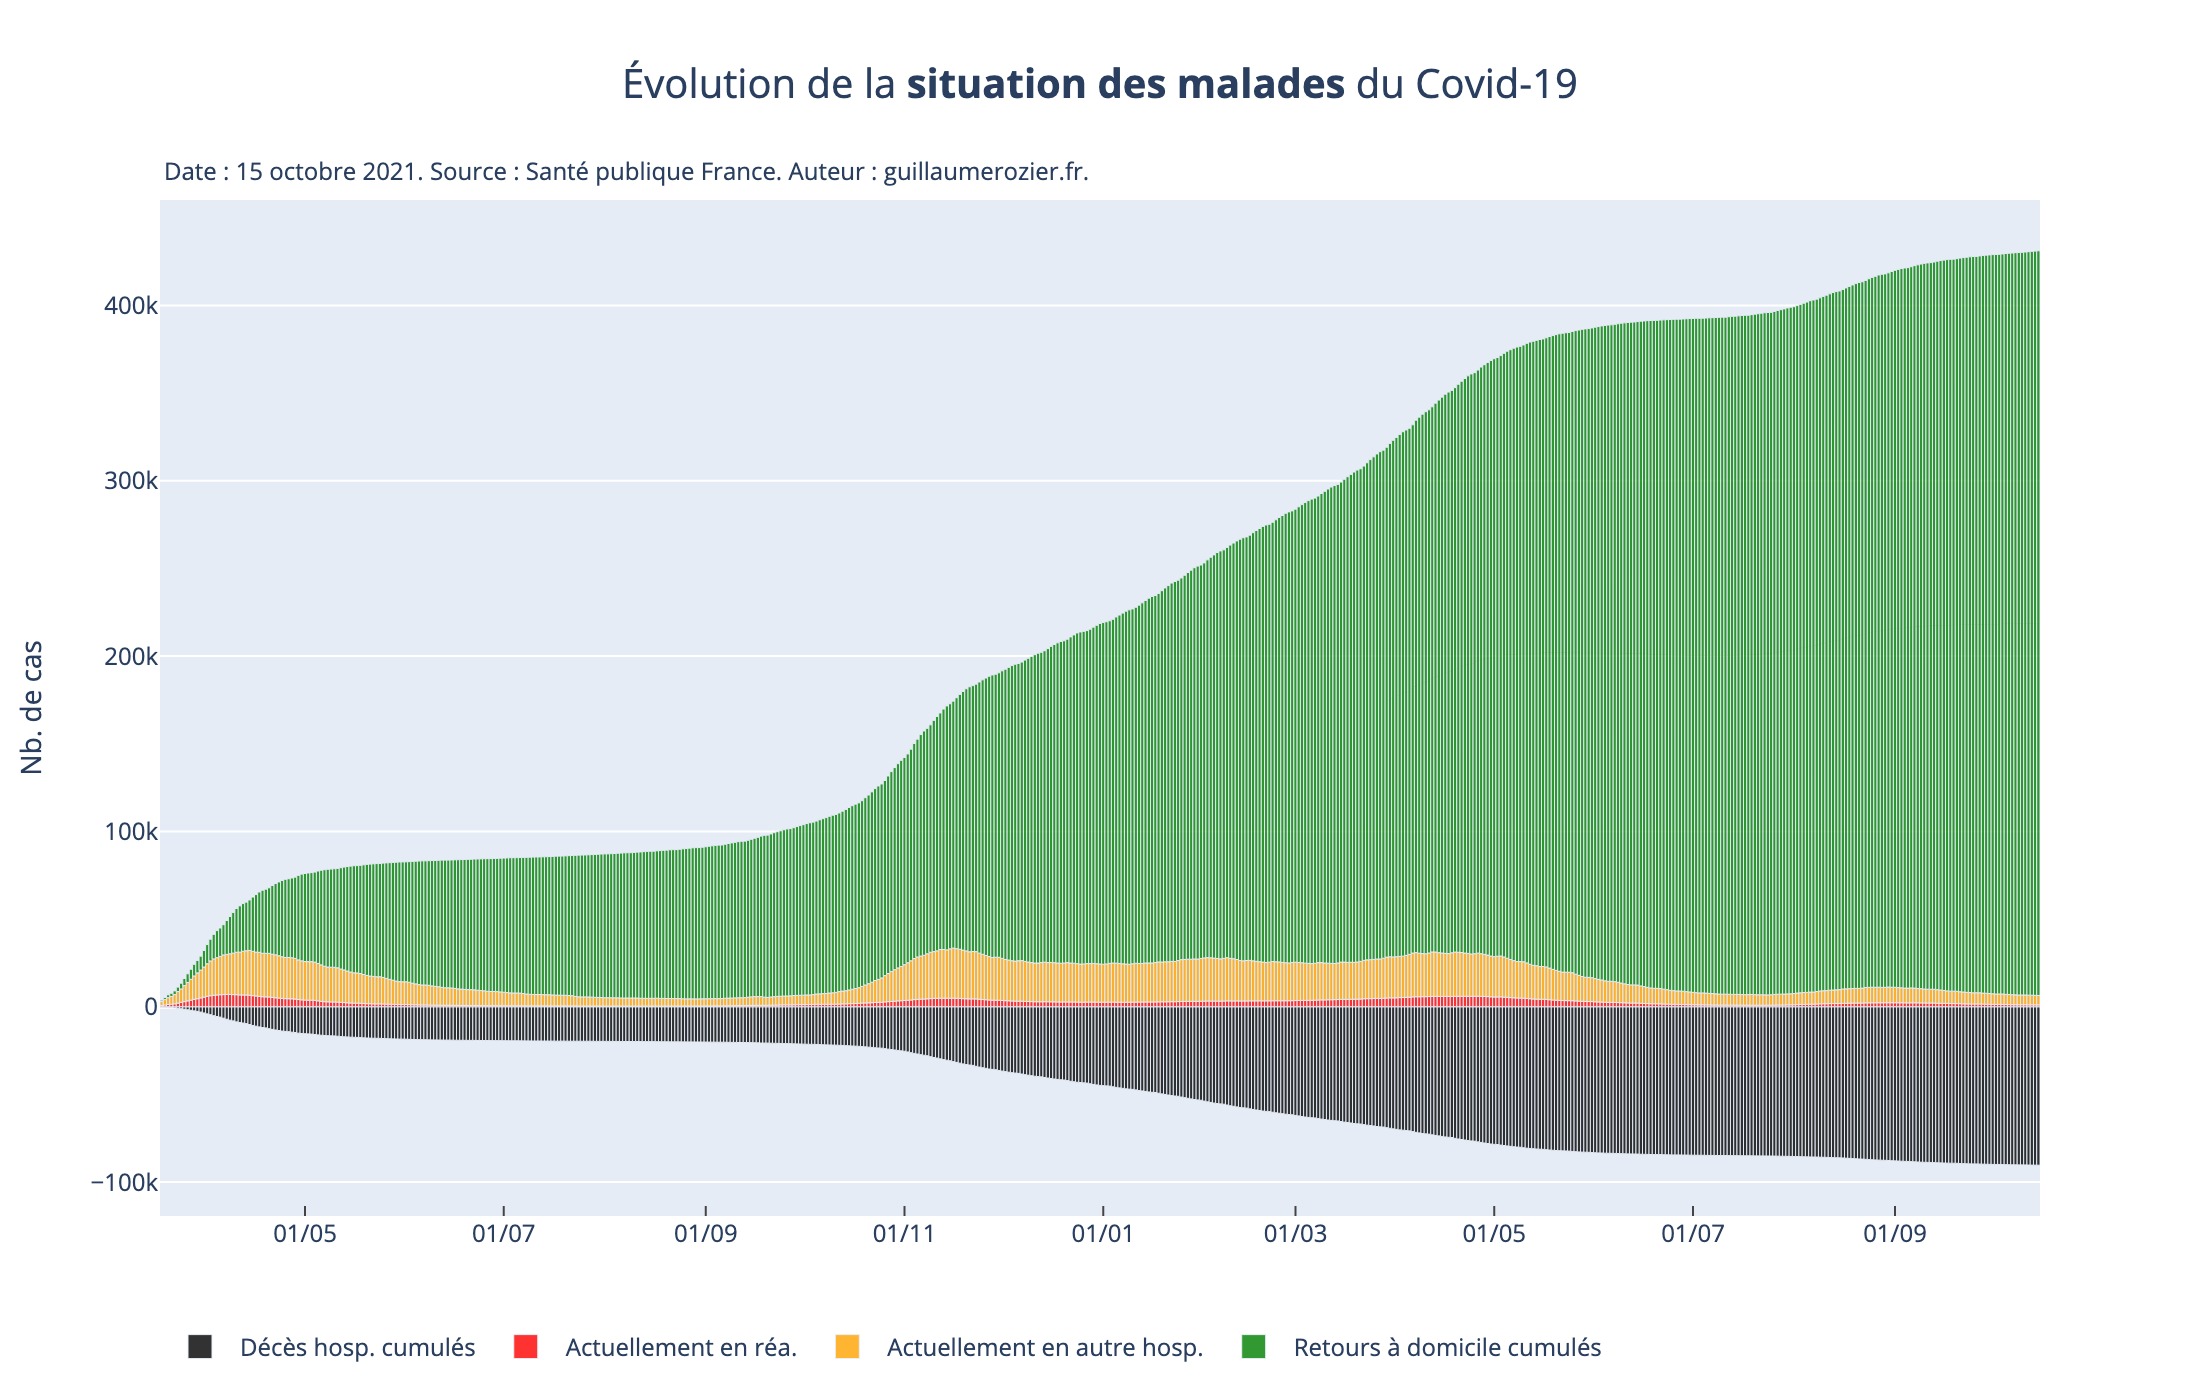 Évolution de la situation des malades du Covid-19
Date : 15 octobre 2021. Source : Santé publique France. Auteur : guillaumerozier.fr.
Nb. de cas
400k
300k
200k
100k
0
−100k
01/05 01/07 01/09 01/11 01/01 01/03 01/05 01/07 01/09
Décès hosp. cumulés Actuellement en réa. Actuellement en autre hosp. Retours à domicile cumulés